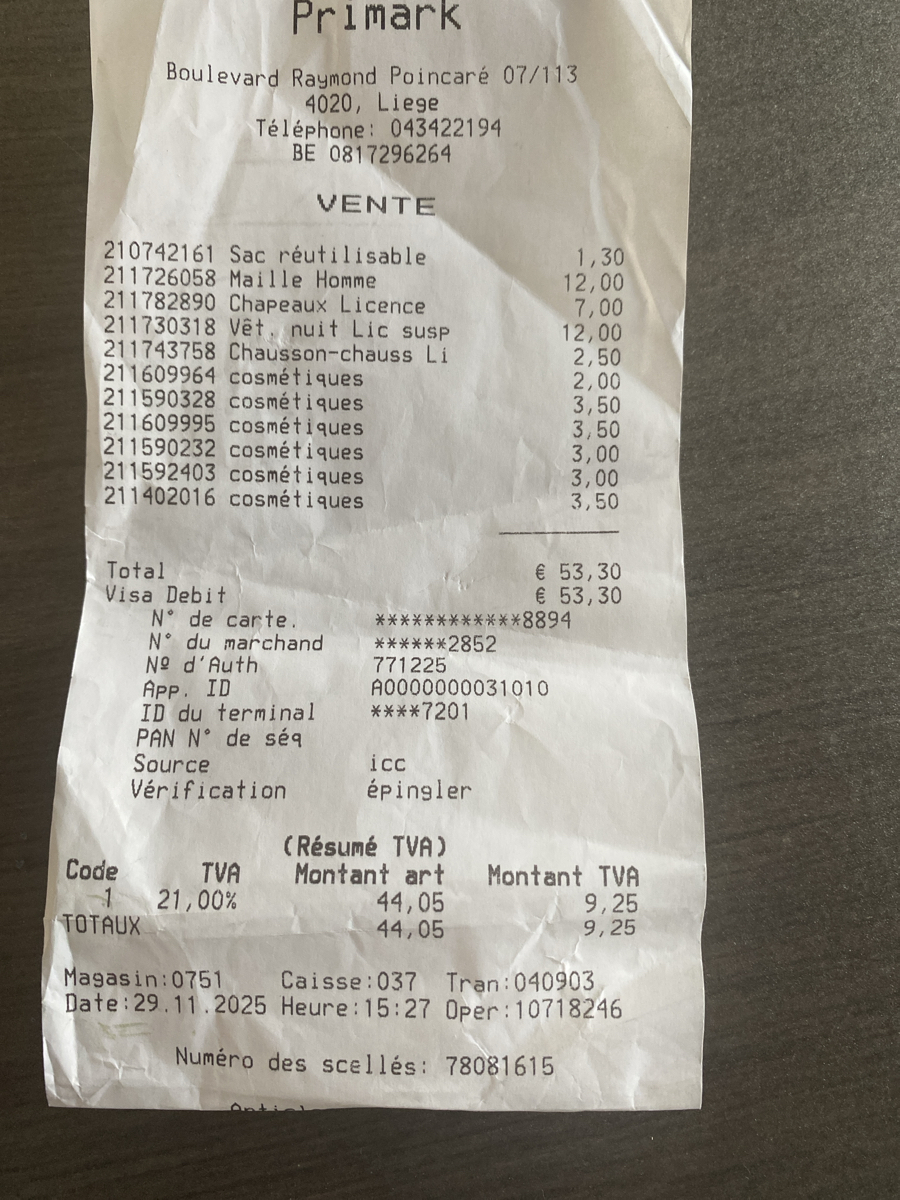 Primark
Boulevard Raymond Poincaré 07/113
4020, Liege
Téléphone: 043422194
BE 0817296264
VENTE
210742161 Sac réutilisable 1,30
211726058 Maille Homme 12,00
211782890 Chapeaux Licence 7,00
211730318 Vêt. nuit Lic susp 12,00
211743758 Chausson-chauss Li 2,50
211609964 cosmétiques 2,00
211590328 cosmétiques 3,50
211609995 cosmétiques 3,50
211590232 cosmétiques 3,00
211592403 cosmétiques 3,00
211402016 cosmétiques 3,50
Total € 53,30
Visa Debit € 53,30
N° de carte. ************8894
N° du marchand ******2852
Nº d'Auth 771225
App. ID A0000000031010
ID du terminal ****7201
PAN N° de séq
Source icc
Vérification épingler
(Résumé TVA)
Code TVA Montant art Montant TVA
1 21,00% 44,05 9,25
TOTAUX 44,05 9,25
Magasin:0751 Caisse:037 Tran:040903
Date:29.11.2025 Heure:15:27 Oper:10718246
Numéro des scellés: 78081615